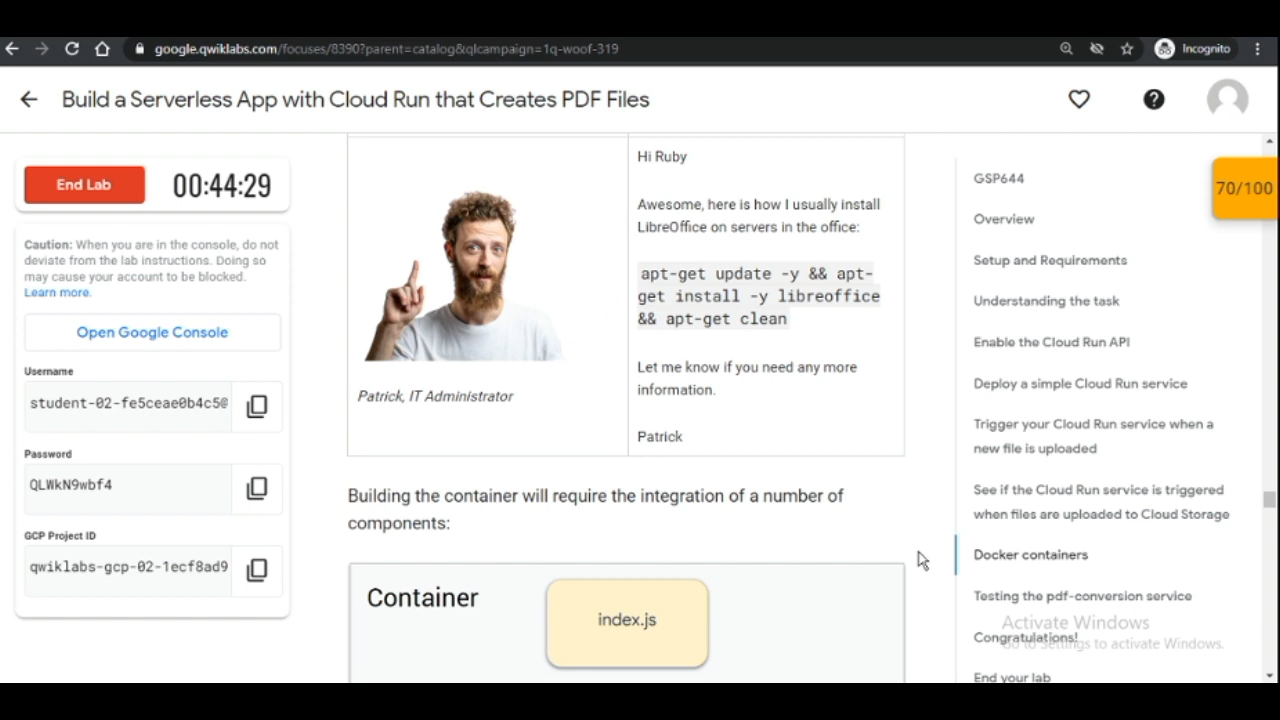 google.qwiklabs.com/focuses/8390?parent=catalog&qlcampaign=1q-woof-319
Incognito
Build a Serverless App with Cloud Run that Creates PDF Files
End Lab
00:44:29
Caution: When you are in the console, do not
deviate from the lab instructions. Doing so
may cause your account to be blocked.
Learn more.
Open Google Console
Username
student-02-fe5ceae0b4c5@
Password
QLWkN9wbf4
GCP Project ID
qwiklabs-gcp-02-1ecf8ad9
Patrick, IT Administrator
Hi Ruby
Awesome, here is how I usually install
LibreOffice on servers in the office:
apt-get update -y && apt-
get install -y libreoffice
&& apt-get clean
Let me know if you need any more
information.
Patrick
Building the container will require the integration of a number of
components:
Container
index.js
GSP644
70/100
Overview
Setup and Requirements
Understanding the task
Enable the Cloud Run API
Deploy a simple Cloud Run service
Trigger your Cloud Run service when a
new file is uploaded
See if the Cloud Run service is triggered
when files are uploaded to Cloud Storage
Docker containers
Testing the pdf-conversion service
Activate Windows
Congratulations!
Go to Settings to activate Windows.
End your lab